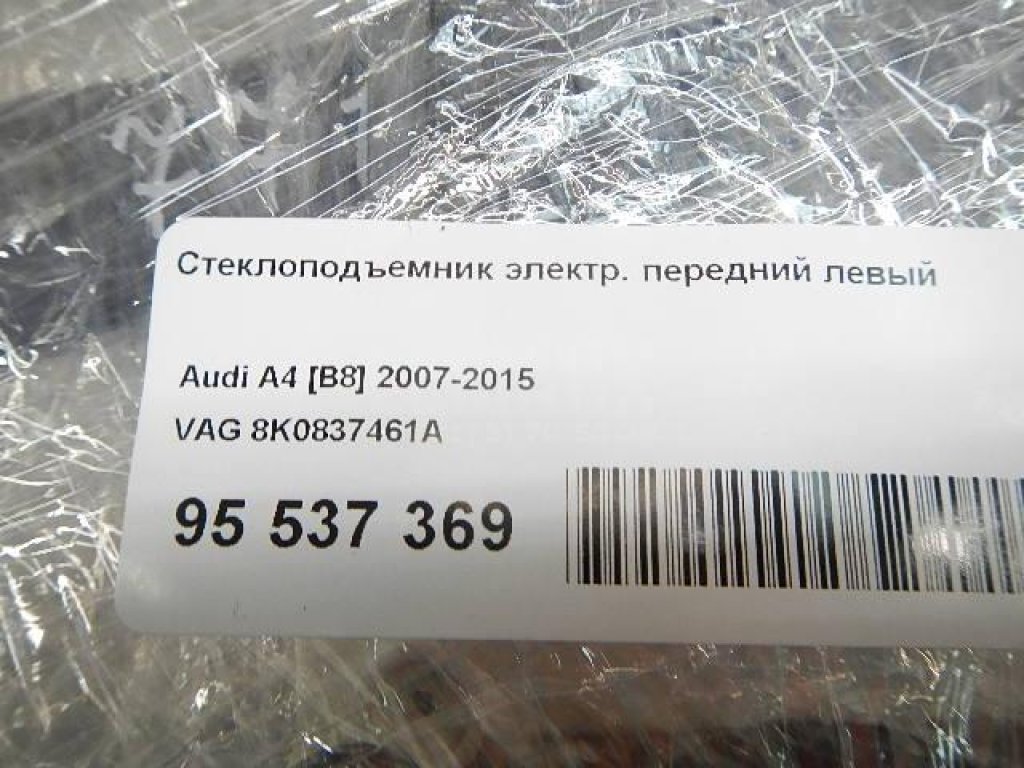 Стеклоподъемник электр. передний левый
Audi A4 [B8] 2007-2015
VAG 8K0837461A
95 537 369